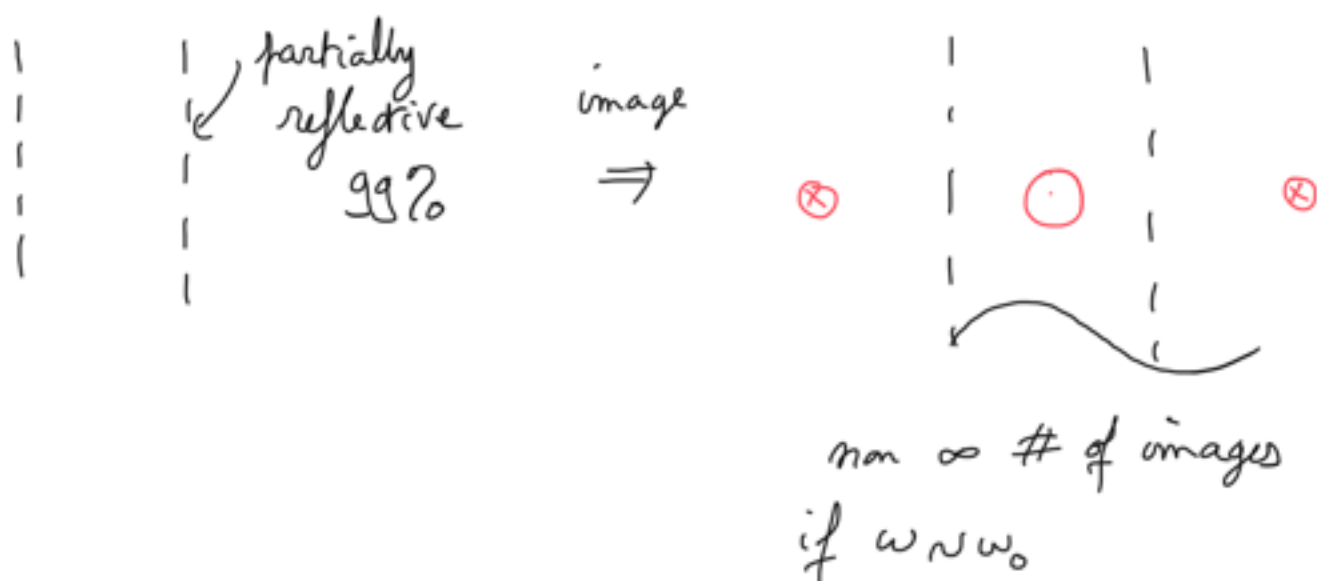 partially
reflective
99%
image
⇒
non ∞ # of images
if ω ~ ω₀